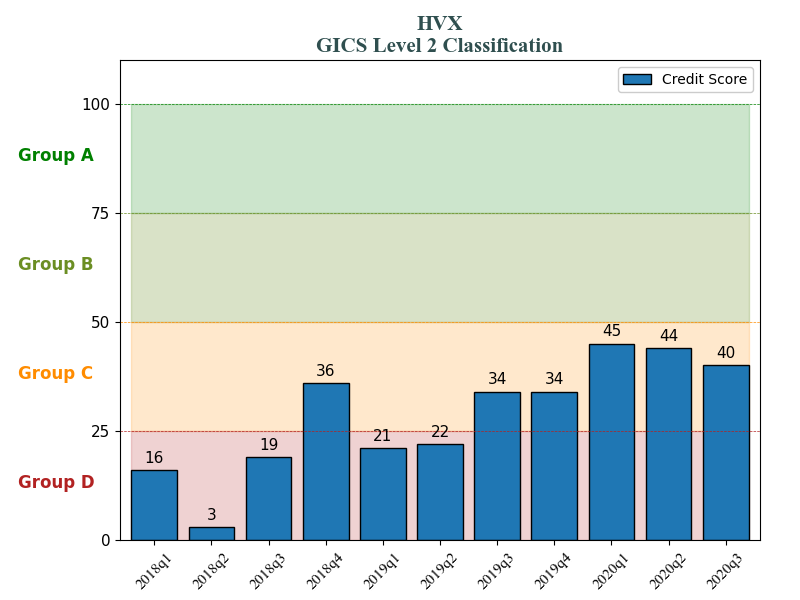 HVX
GICS Level 2 Classification
Credit Score
100
Group A
75
Group B
50
45
44
40
Group C
36
34
34
25
22
21
19
16
Group D
3
0
2018q1
2018q2
2018q3
2018q4
2019q1
2019q2
2019q3
2019q4
2020q1
2020q2
2020q3